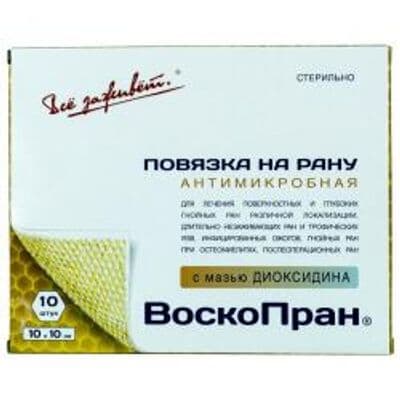 Всё заживёт.®
СТЕРИЛЬНО
ПОВЯЗКА НА РАНУ
АНТИМИКРОБНАЯ
ДЛЯ ЛЕЧЕНИЯ ПОВЕРХНОСТНЫХ И ГЛУБОКИХ
ГНОЙНЫХ РАН РАЗЛИЧНОЙ ЛОКАЛИЗАЦИИ,
ДЛИТЕЛЬНО НЕЗАЖИВАЮЩИХ РАН И ТРОФИЧЕСКИХ
ЯЗВ, ИНФИЦИРОВАННЫХ ОЖОГОВ, ГНОЙНЫХ РАН
ПРИ ОСТЕОМИЕЛИТАХ, ПОСЛЕОПЕРАЦИОННЫХ РАН
с мазью ДИОКСИДИНА
10
штук
10 х 10 см
ВоскоПран®